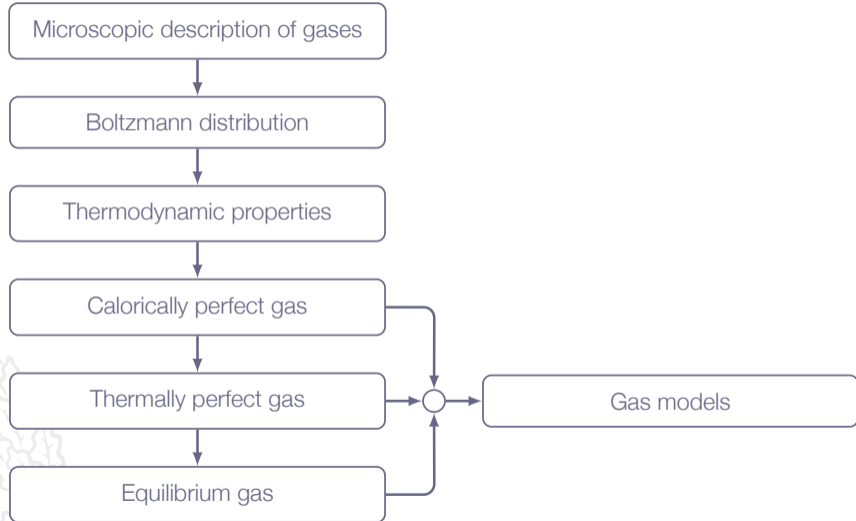 Microscopic description of gases
Boltzmann distribution
Thermodynamic properties
Calorically perfect gas
Thermally perfect gas
Gas models
Equilibrium gas